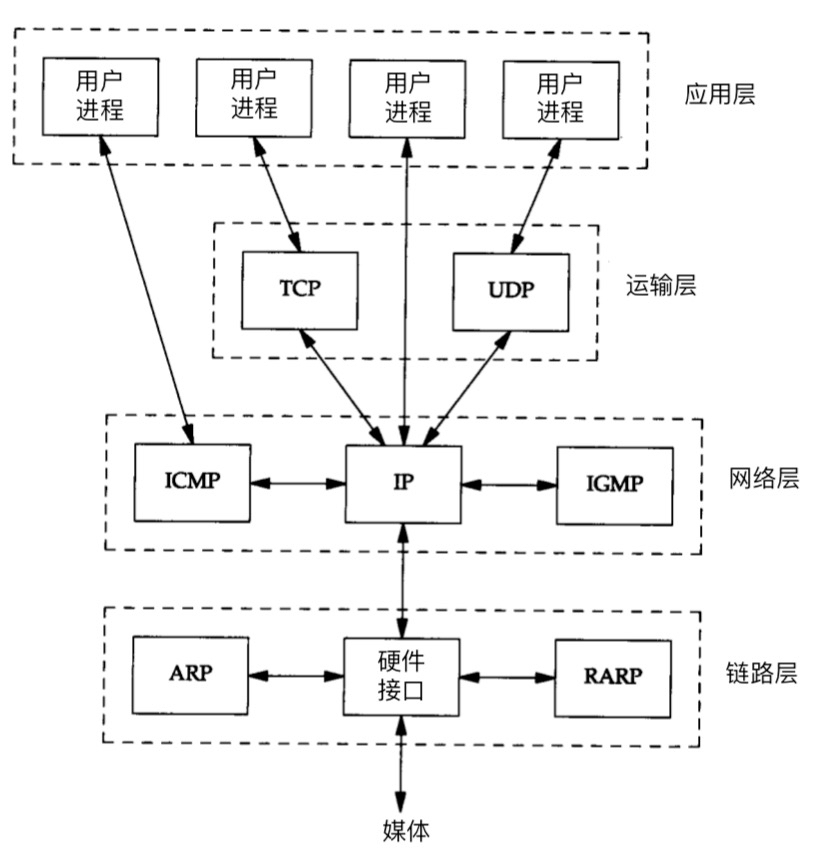 用户
进程
用户
进程
用户
进程
用户
进程
应用层
TCP
UDP
运输层
ICMP
IP
IGMP
网络层
ARP
硬件
接口
RARP
链路层
媒体